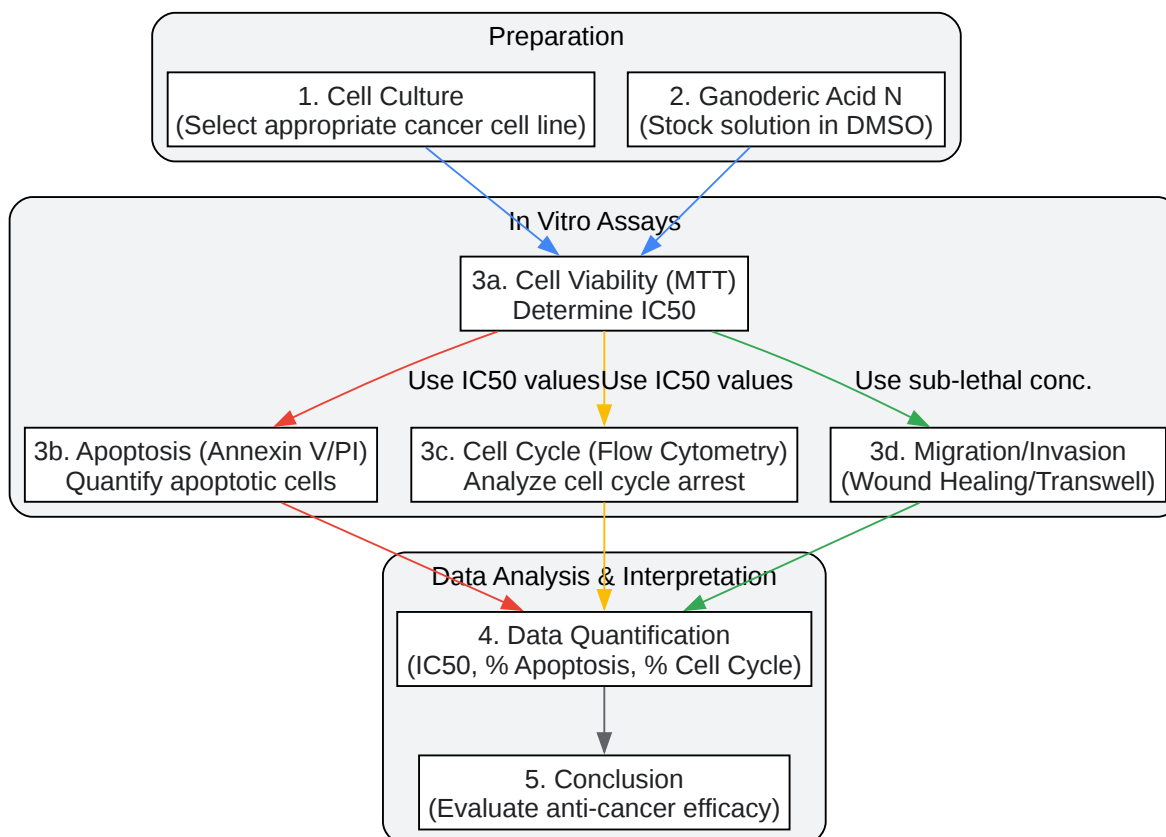 Preparation
1. Cell Culture
(Select appropriate cancer cell line)
2. Ganoderic Acid N
(Stock solution in DMSO)
In Vitro Assays
3a. Cell Viability (MTT)
Determine IC50
Use IC50 values
Use IC50 values
Use sub-lethal conc.
3b. Apoptosis (Annexin V/PI)
Quantify apoptotic cells
3c. Cell Cycle (Flow Cytometry)
Analyze cell cycle arrest
3d. Migration/Invasion
(Wound Healing/Transwell)
Data Analysis & Interpretation
4. Data Quantification
(IC50, % Apoptosis, % Cell Cycle)
5. Conclusion
(Evaluate anti-cancer efficacy)